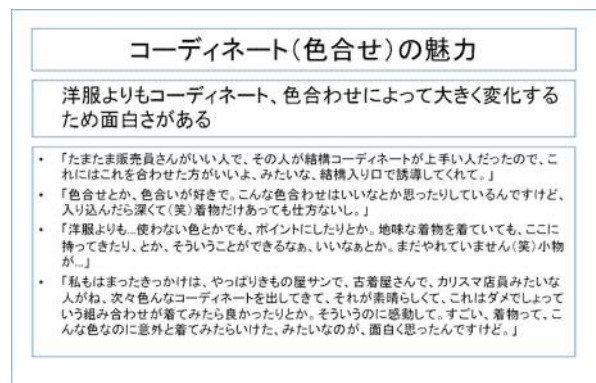 コーディネート(色合せ)の魅力
洋服よりもコーディネート、色合わせによって大きく変化する
ため面白さがある
• 「たまたま販売員さんがいい人で、その人が結構コーディネートが上手い人だったので、こ
れにはこれを合わせた方がいいよ、みたいな、結構入り口で誘導してくれて。」
• 「色合せとか、色合いが好きで。こんな色合わせはいいなとか思ったりしているんですけど、
入り込んだら深くて(笑)着物だけあっても仕方ないし。」
• 「洋服よりも...使わない色とかでも、ポイントにしたりとか。地味な着物を着ていても、ここに
持ってきたり、とか、そういうことができるなぁ、いいなぁとか。まだやれていません(笑)小物
が...」
• 「私もはまったきっかけは、やっぱりきもの屋サンで、古着屋さんで、カリスマ店員みたいな
人がね、次々色んなコーディネートを出してきて、それが素晴らしくて、これはダメでしょって
いう組み合わせが着てみたら良かったりとか。そういうのに感動して。すごい、着物って、こ
んな色なのに意外と着てみたらいけた、みたいなのが、面白く思ったんですけど。」